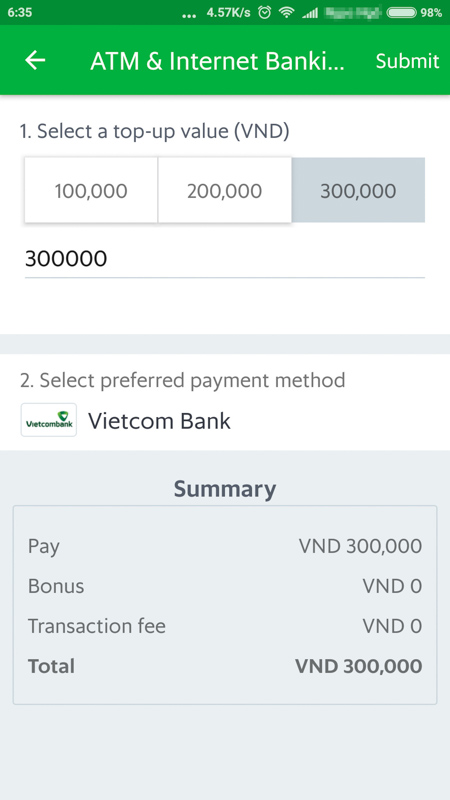 6:35 ... 4.57K/s 98%
ATM & Internet Banki... Submit
1. Select a top-up value (VND)
100,000 200,000 300,000
300000
2. Select preferred payment method
Vietcombank Vietcom Bank
Summary
Pay VND 300,000
Bonus VND 0
Transaction fee VND 0
Total VND 300,000